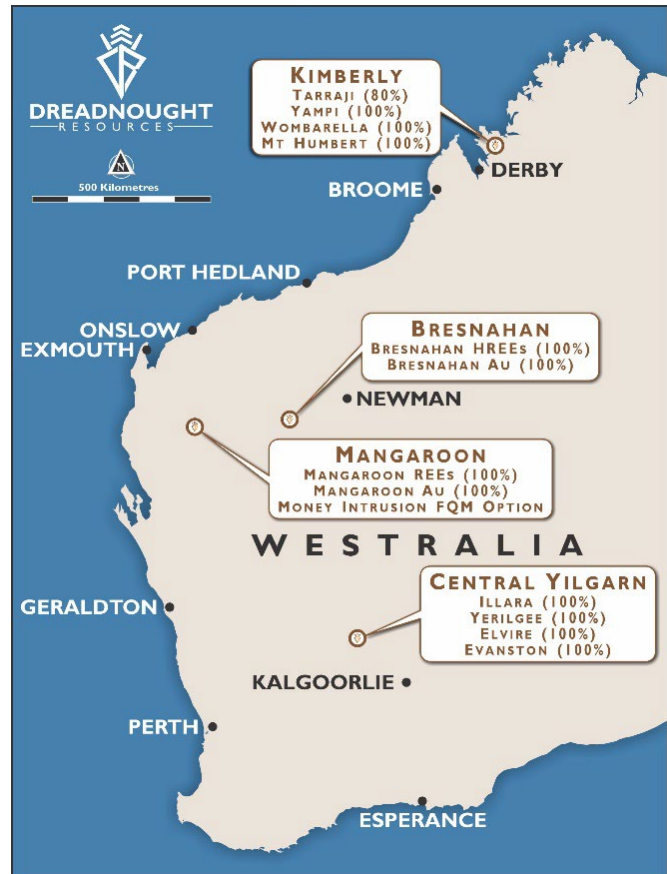 DREADNOUGHT
RESOURCES
N
500 Kilometres
KIMBERLY
TARRAJI (80%)
YAMPI (100%)
WOMBARELLA (100%)
MT HUMBERT (100%)
DERBY
BROOME
PORT HEDLAND
ONSLOW
EXMOUTH
BRESNAHAN
BRESNAHAN HREES (100%)
BRESNAHAN AU (100%)
NEWMAN
MANGAROON
MANGAROON REES (100%)
MANGAROON AU (100%)
MONEY INTRUSION FQM OPTION
WESTRALIA
CENTRAL YILGARN
ILLARA (100%)
YERILGEE (100%)
ELVIRE (100%)
EVANSTON (100%)
GERALDTON
KALGOORLIE
PERTH
ESPERANCE